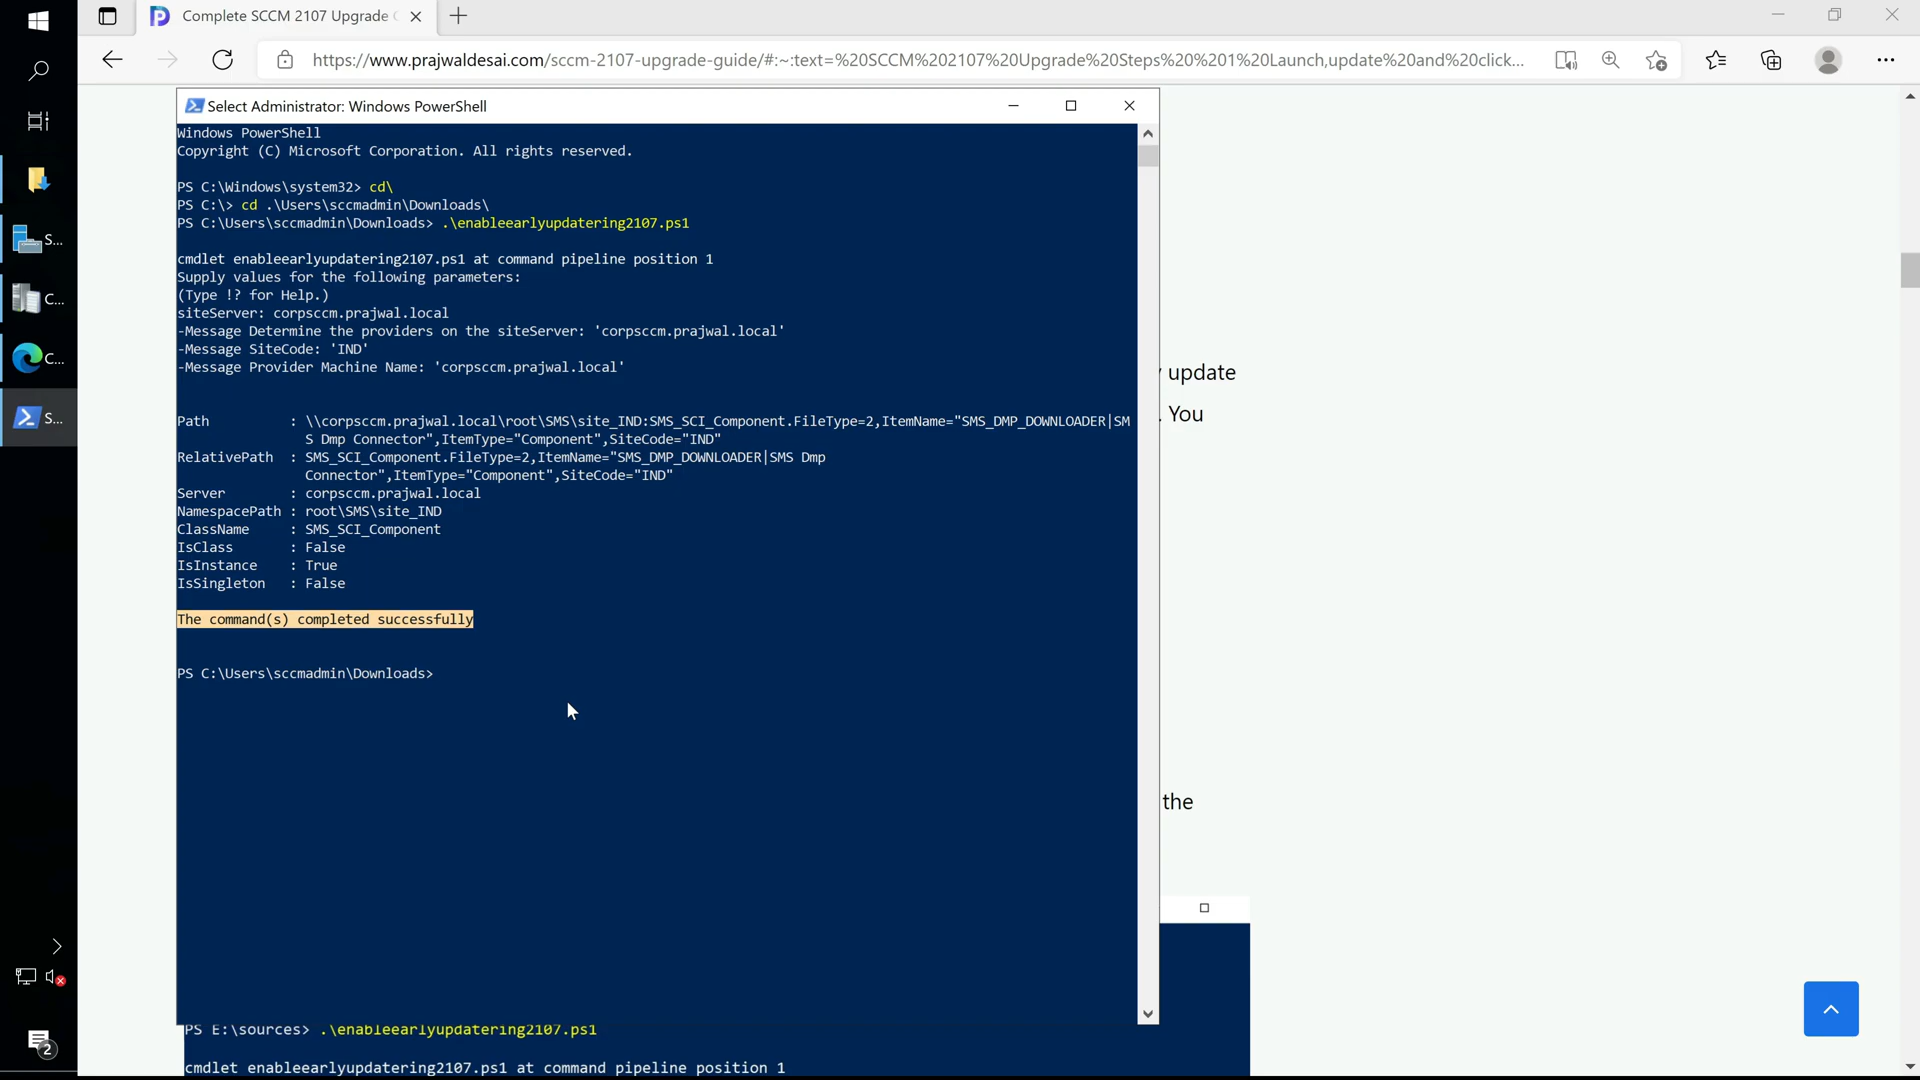 Complete SCCM 2107 Upgrade
https://www.prajwaldesai.com/sccm-2107-upgrade-guide/#:~:text=%20SCCM%202107%20Upgrade%20Steps%20%201%20Launch,update%20and%20click...
Select Administrator: Windows PowerShell
Windows PowerShell
Copyright (C) Microsoft Corporation. All rights reserved.
PS C:\Windows\system32> cd\
PS C:\> cd .\Users\sccmadmin\Downloads\
PS C:\Users\sccmadmin\Downloads> .\enableearlyupdatering2107.ps1
cmdlet enableearlyupdatering2107.ps1 at command pipeline position 1
Supply values for the following parameters:
(Type !? for Help.)
siteServer: corpsccm.prajwal.local
-Message Determine the providers on the siteServer: 'corpsccm.prajwal.local'
-Message SiteCode: 'IND'
-Message Provider Machine Name: 'corpsccm.prajwal.local'
Path : \\corpsccm.prajwal.local\root\SMS\site_IND:SMS_SCI_Component.FileType=2,ItemName="SMS_DMP_DOWNLOADER|SM
S Dmp Connector",ItemType="Component",SiteCode="IND"
RelativePath : SMS_SCI_Component.FileType=2,ItemName="SMS_DMP_DOWNLOADER|SMS Dmp
Connector",ItemType="Component",SiteCode="IND"
Server : corpsccm.prajwal.local
NamespacePath : root\SMS\site_IND
ClassName : SMS_SCI_Component
IsClass : False
IsInstance : True
IsSingleton : False
The command(s) completed successfully
PS C:\Users\sccmadmin\Downloads>
update
. You
the
PS E:\sources> .\enableearlyupdatering2107.ps1
cmdlet enableearlyupdatering2107.ps1 at command pipeline position 1
S...
C...
C...
S...
2